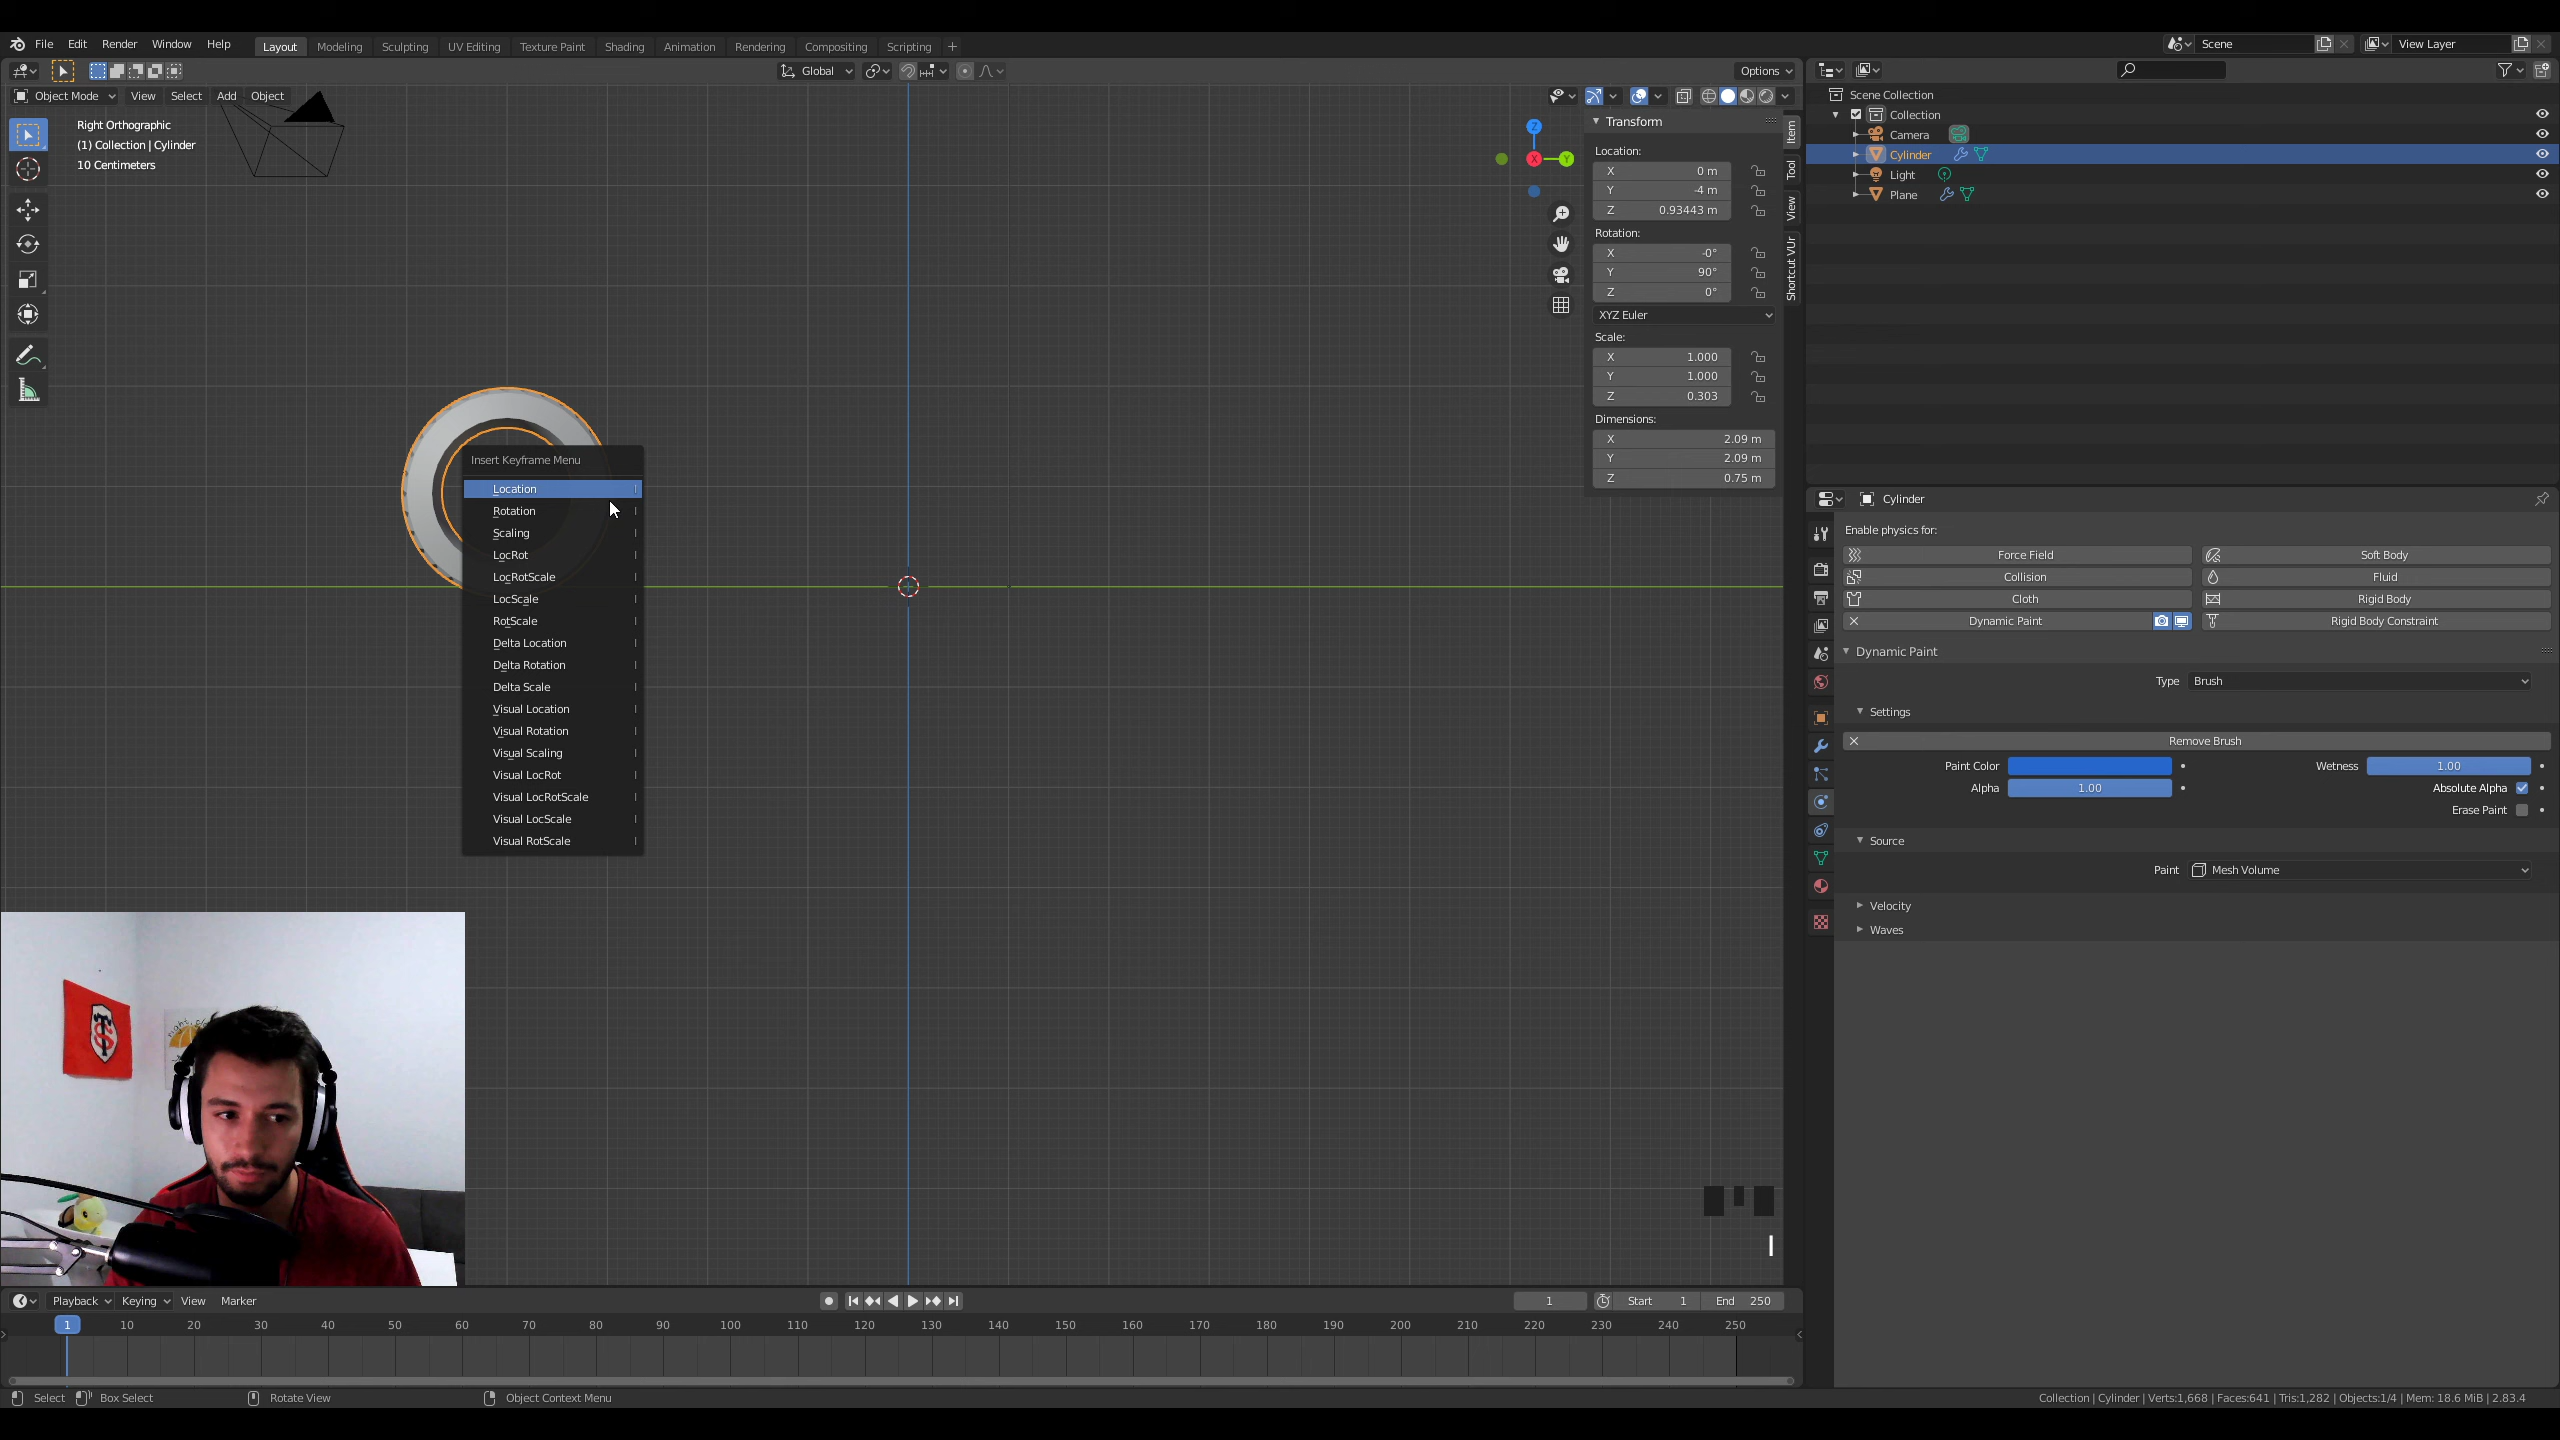 File Edit Render Window Help Layout Modeling Sculpting UV Editing Texture Paint Shading Animation Rendering Compositing Scripting + Scene View Layer
Global Options
Object Mode View Select Add Object
Right Orthographic
(1) Collection | Cylinder
10 Centimeters
Z
X
Y
Insert Keyframe Menu
Location I
Rotation I
Scaling I
LocRot I
LocRotScale I
LocScale I
RotScale I
Delta Location I
Delta Rotation I
Delta Scale I
Visual Location I
Visual Rotation I
Visual Scaling I
Visual LocRot I
Visual LocRotScale I
Visual LocScale I
Visual RotScale I
Transform
Location:
X 0 m
Y -4 m
Z 0.93443 m
Rotation:
X -0°
Y 90°
Z 0°
XYZ Euler
Scale:
X 1.000
Y 1.000
Z 0.303
Dimensions:
X 2.09 m
Y 2.09 m
Z 0.75 m
Item
Tool
View
Shortcut VUr
Scene Collection
Collection
Camera
Cylinder
Light
Plane
Cylinder
Enable physics for:
Force Field Soft Body
Collision Fluid
Cloth Rigid Body
Dynamic Paint Rigid Body Constraint
Dynamic Paint
Type Brush
Settings
Remove Brush
Paint Color Wetness 1.00
Alpha 1.00 Absolute Alpha
Erase Paint
Source
Paint Mesh Volume
Velocity
Waves
I
Playback Keying View Marker 1 Start 1 End 250
1 10 20 30 40 50 60 70 80 90 100 110 120 130 140 150 160 170 180 190 200 210 220 230 240 250
Select Box Select Rotate View Object Context Menu Collection | Cylinder | Verts:1,668 | Faces:641 | Tris:1,282 | Objects:1/4 | Mem: 18.6 MiB | 2.83.4